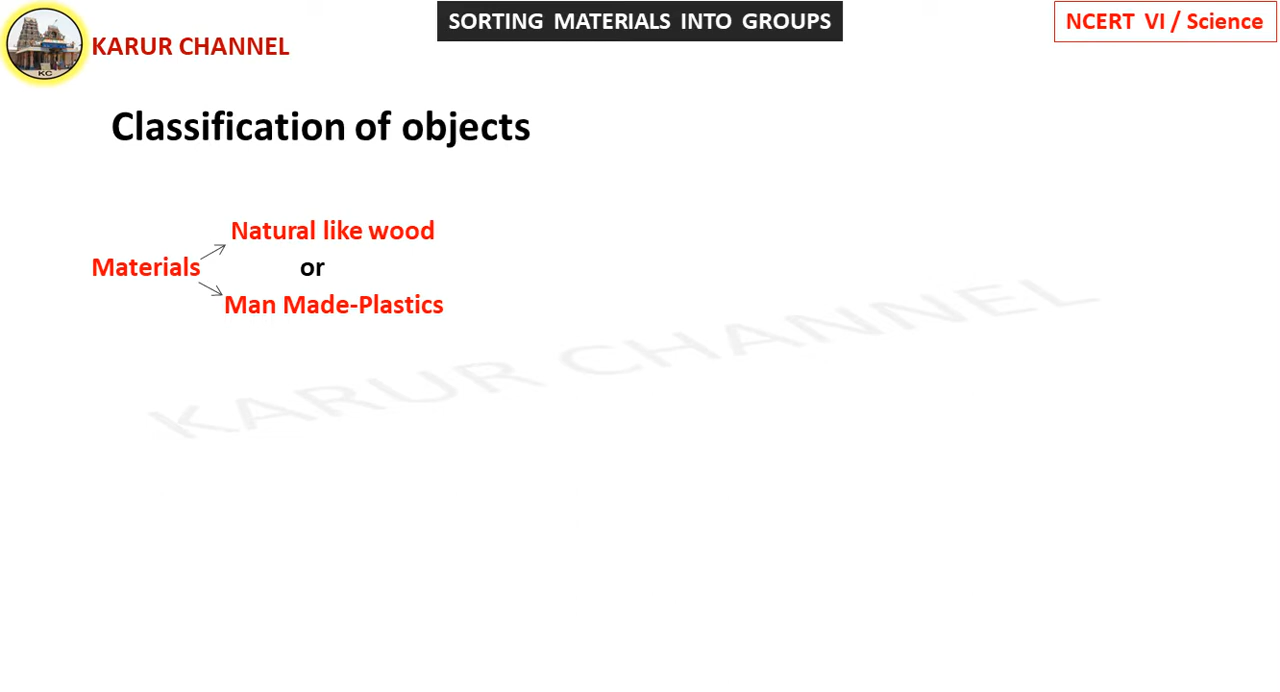 SORTING MATERIALS INTO GROUPS
NCERT VI / Science
KARUR CHANNEL
KC
Classification of objects
Natural like wood
Materials or
Man Made-Plastics
KARUR CHANNEL